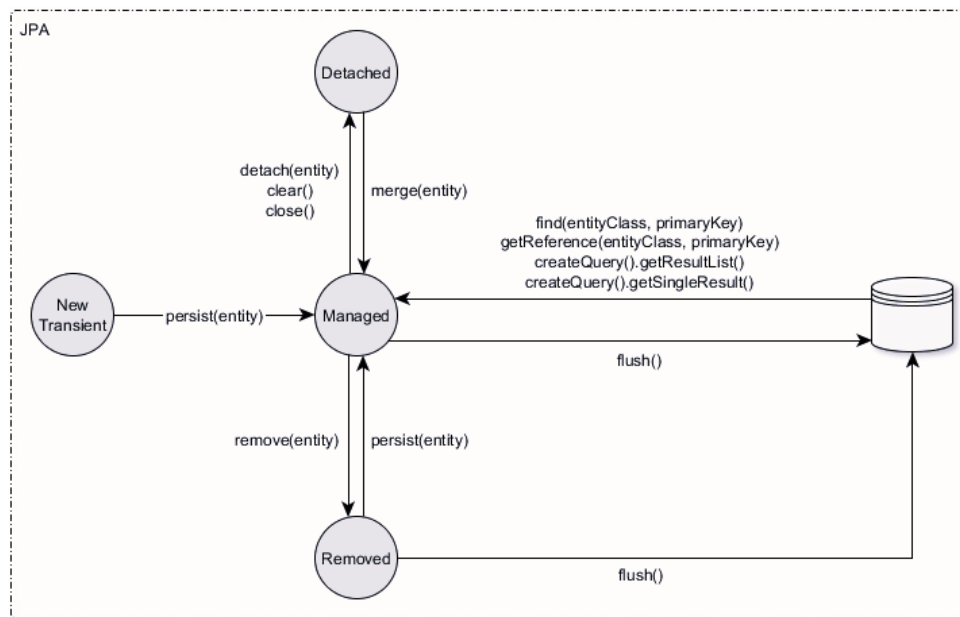 JPA
Detached
detach(entity)
clear()
close()
merge(entity)
find(entityClass, primaryKey)
getReference(entityClass, primaryKey)
createQuery().getResultList()
createQuery().getSingleResult()
New
Transient
persist(entity)
Managed
flush()
remove(entity)
persist(entity)
Removed
flush()